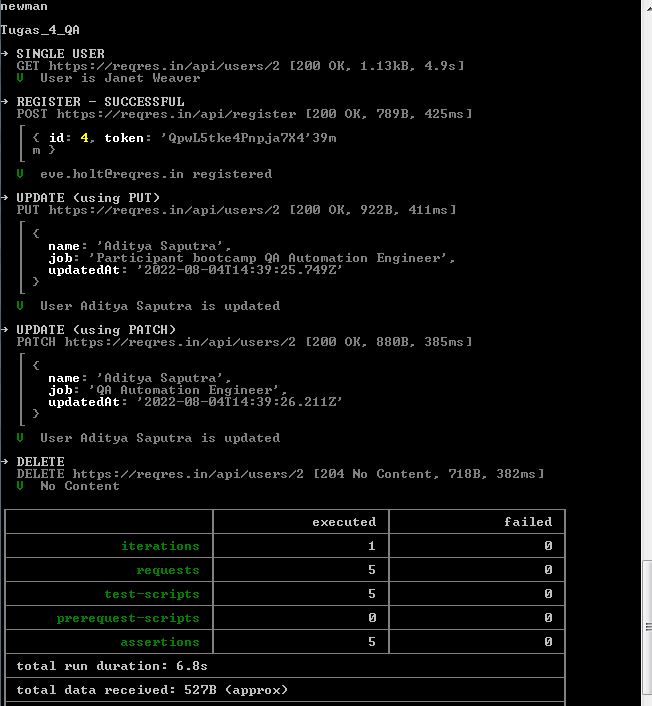 newman
Tugas_4_QA
→ SINGLE USER
GET https://reqres.in/api/users/2 [200 OK, 1.13kB, 4.9s]
V User is Janet Weaver
→ REGISTER - SUCCESSFUL
POST https://reqres.in/api/register [200 OK, 789B, 425ms]
{ id: 4, token: 'QpwL5tke4Pnpja7X4'39m
m }
V eve.holt@reqres.in registered
→ UPDATE (using PUT)
PUT https://reqres.in/api/users/2 [200 OK, 922B, 411ms]
{
name: 'Aditya Saputra',
job: 'Participant bootcamp QA Automation Engineer',
updatedAt: '2022-08-04T14:39:25.749Z'
}
V User Aditya Saputra is updated
→ UPDATE (using PATCH)
PATCH https://reqres.in/api/users/2 [200 OK, 880B, 385ms]
{
name: 'Aditya Saputra',
job: 'QA Automation Engineer',
updatedAt: '2022-08-04T14:39:26.211Z'
}
V User Aditya Saputra is updated
→ DELETE
DELETE https://reqres.in/api/users/2 [204 No Content, 718B, 382ms]
V No Content
executed failed
iterations 1 0
requests 5 0
test-scripts 5 0
prerequest-scripts 0 0
assertions 5 0
total run duration: 6.8s
total data received: 527B (approx)